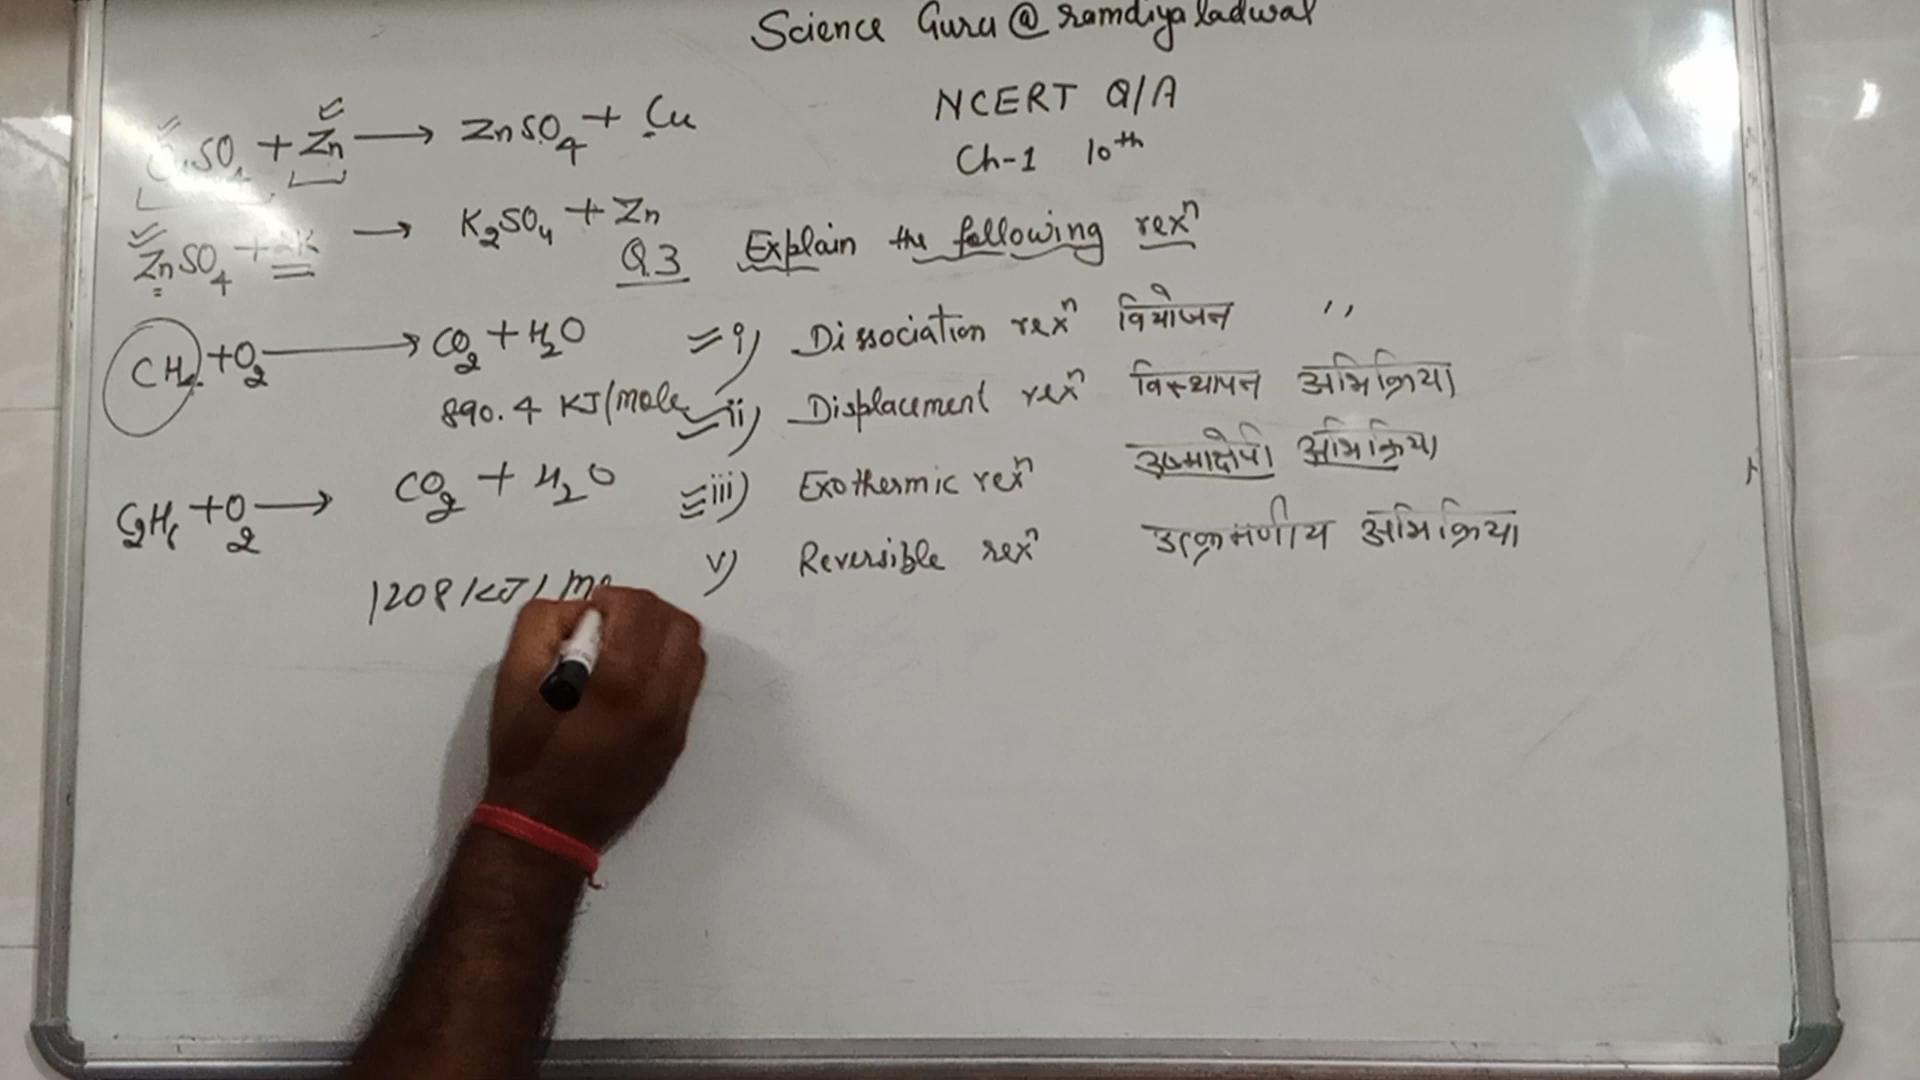 Science Guru @ ramdiya ladwal
NCERT Q/A
Ch-1 10th
SO4 + Zn → ZnSO4 + Cu
ZnSO4 + 2K → K2SO4 + Zn
Q.3 Explain the following rexn
CH4 + O2 → CO2 + H2O
890.4 KJ/mole
i) Dissociation rexn वियोजन ,,
ii) Displacement rexn विस्थापन अभिक्रिया
iii) Exothermic rexn उष्माक्षेपी अभिक्रिया
v) Reversible rexn उत्क्रमणीय अभिक्रिया
+ O2 → CO2 + H2O
1208 KJ/